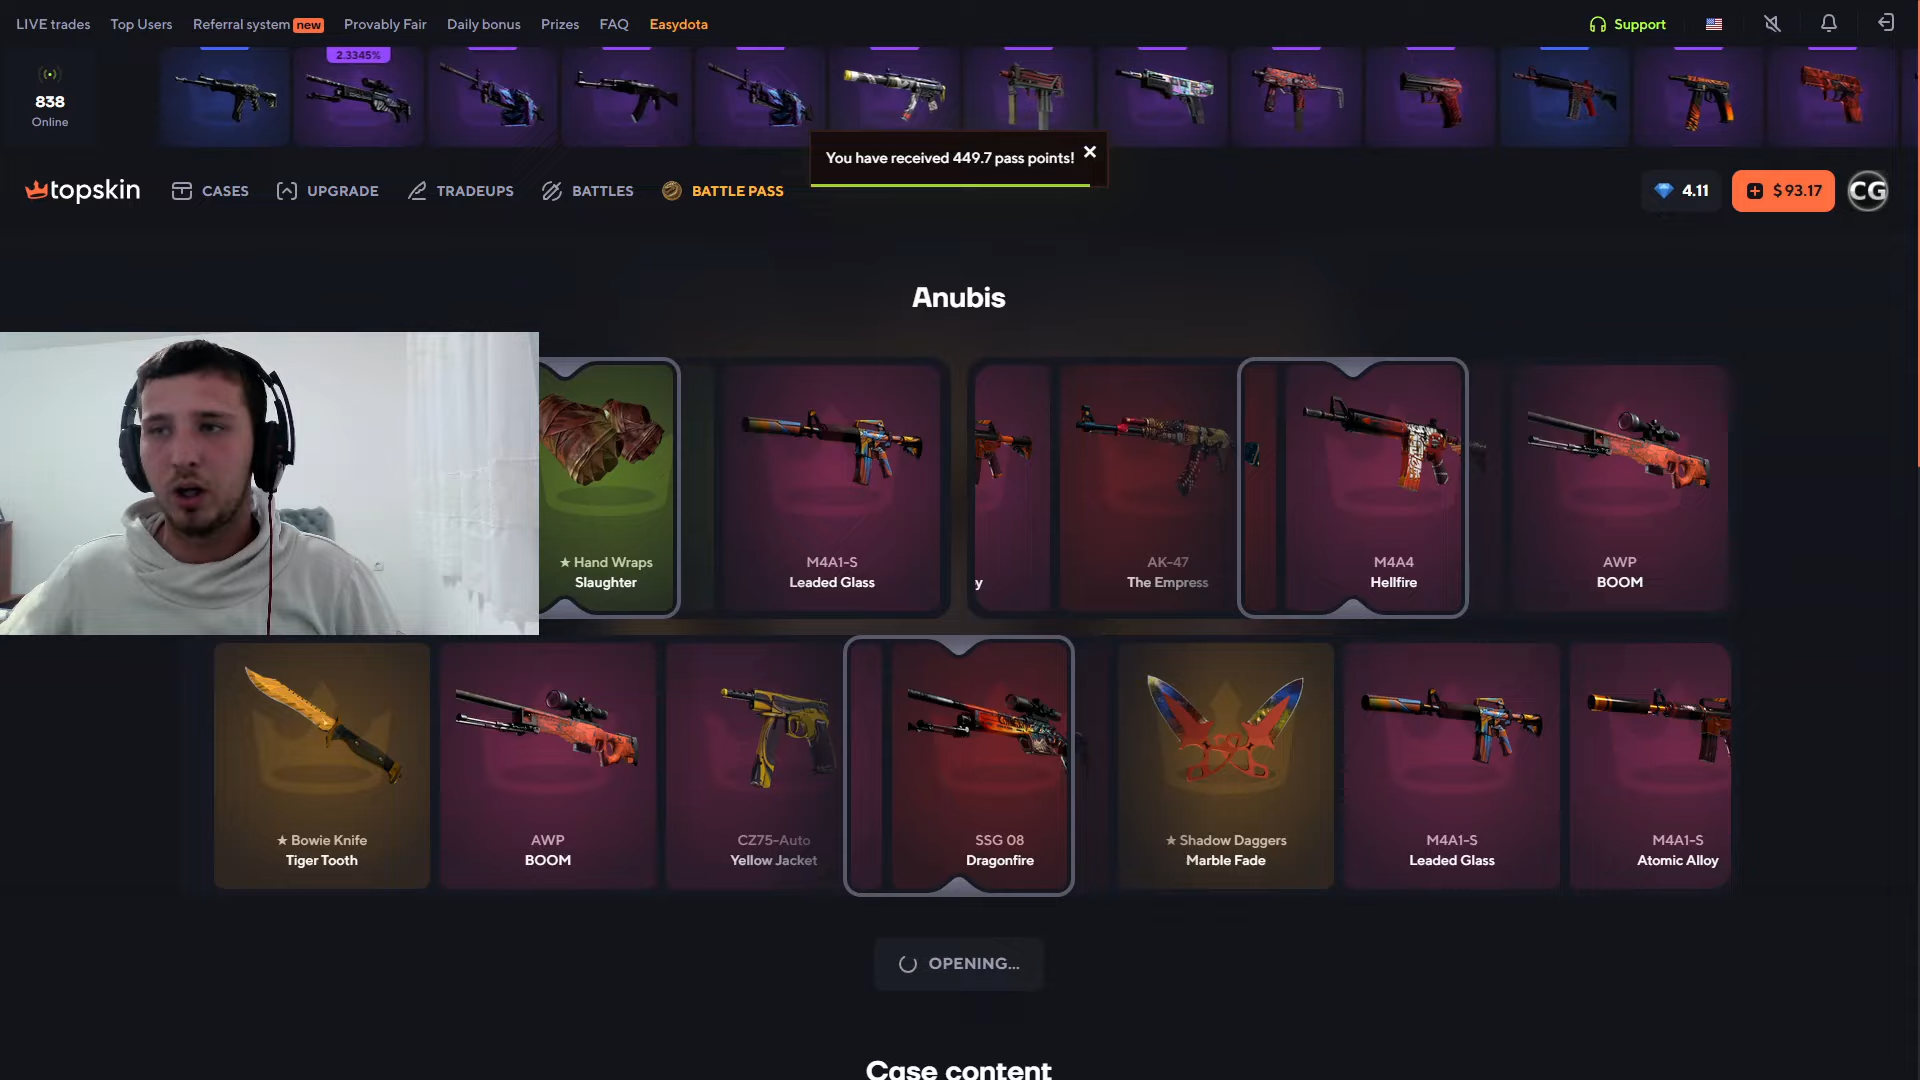 LIVE trades
Top Users
Referral system new
Provably Fair
Daily bonus
Prizes
FAQ
Easydota
Support
2.3345%
838
Online
You have received 449.7 pass points!
topskin
CASES
UPGRADE
TRADEUPS
BATTLES
BATTLE PASS
4.11
$ 93.17
CG
Anubis
★ Hand Wraps
Slaughter
M4A1-S
Leaded Glass
y
AK-47
The Empress
M4A4
Hellfire
AWP
BOOM
★ Bowie Knife
Tiger Tooth
AWP
BOOM
CZ75-Auto
Yellow Jacket
SSG 08
Dragonfire
★ Shadow Daggers
Marble Fade
M4A1-S
Leaded Glass
M4A1-S
Atomic Alloy
OPENING...
Case content